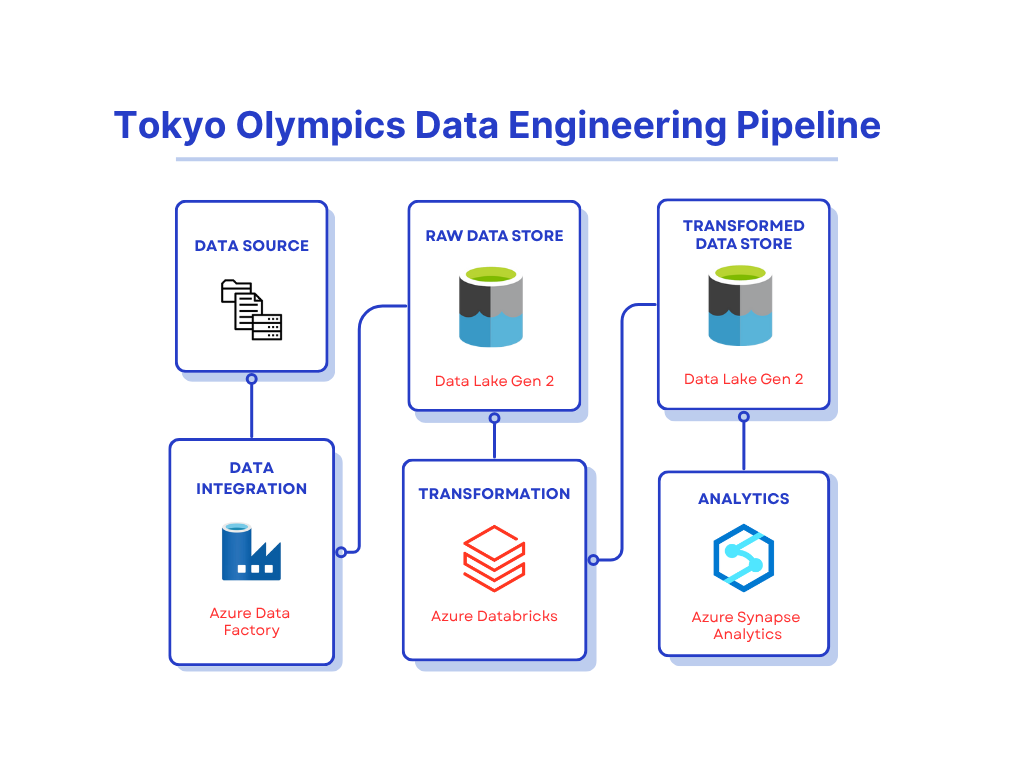 Tokyo Olympics Data Engineering Pipeline
DATA SOURCE
DATA
INTEGRATION
Azure Data
Factory
RAW DATA STORE
Data Lake Gen 2
TRANSFORMATION
Azure Databricks
TRANSFORMED
DATA STORE
Data Lake Gen 2
ANALYTICS
Azure Synapse
Analytics